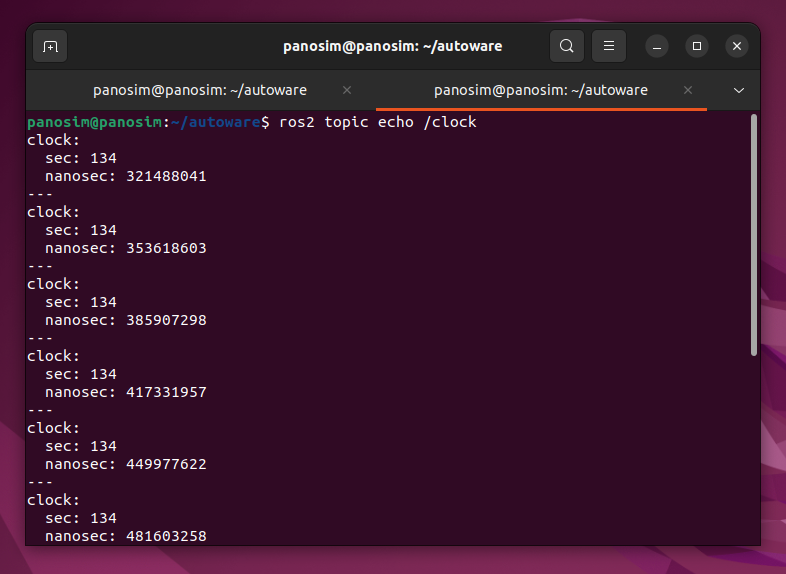 panosim@panosim: ~/autoware
panosim@panosim: ~/autoware
panosim@panosim: ~/autoware
panosim@panosim:~/autoware$ ros2 topic echo /clock
clock:
  sec: 134
  nanosec: 321488041
---
clock:
  sec: 134
  nanosec: 353618603
---
clock:
  sec: 134
  nanosec: 385907298
---
clock:
  sec: 134
  nanosec: 417331957
---
clock:
  sec: 134
  nanosec: 449977622
---
clock:
  sec: 134
  nanosec: 481603258